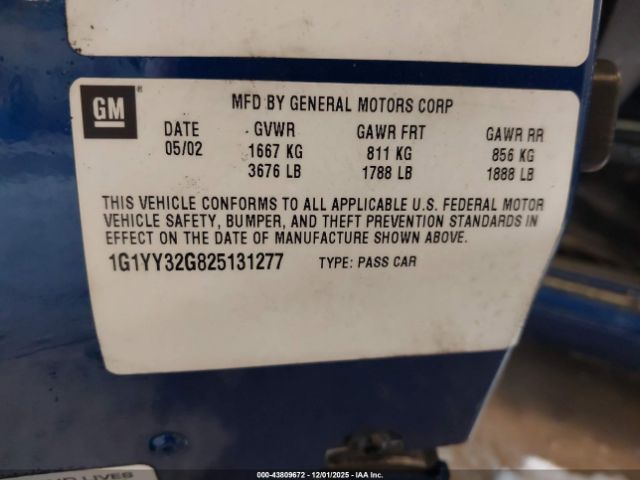 GM
MFD BY GENERAL MOTORS CORP
DATE GVWR GAWR FRT GAWR RR
05/02 1667 KG 811 KG 856 KG
3676 LB 1788 LB 1888 LB
THIS VEHICLE CONFORMS TO ALL APPLICABLE U.S. FEDERAL MOTOR
VEHICLE SAFETY, BUMPER, AND THEFT PREVENTION STANDARDS IN
EFFECT ON THE DATE OF MANUFACTURE SHOWN ABOVE.
1G1YY32G825131277 TYPE: PASS CAR
LIVES
00-43809672 - 12/01/2025 - IAA Inc.